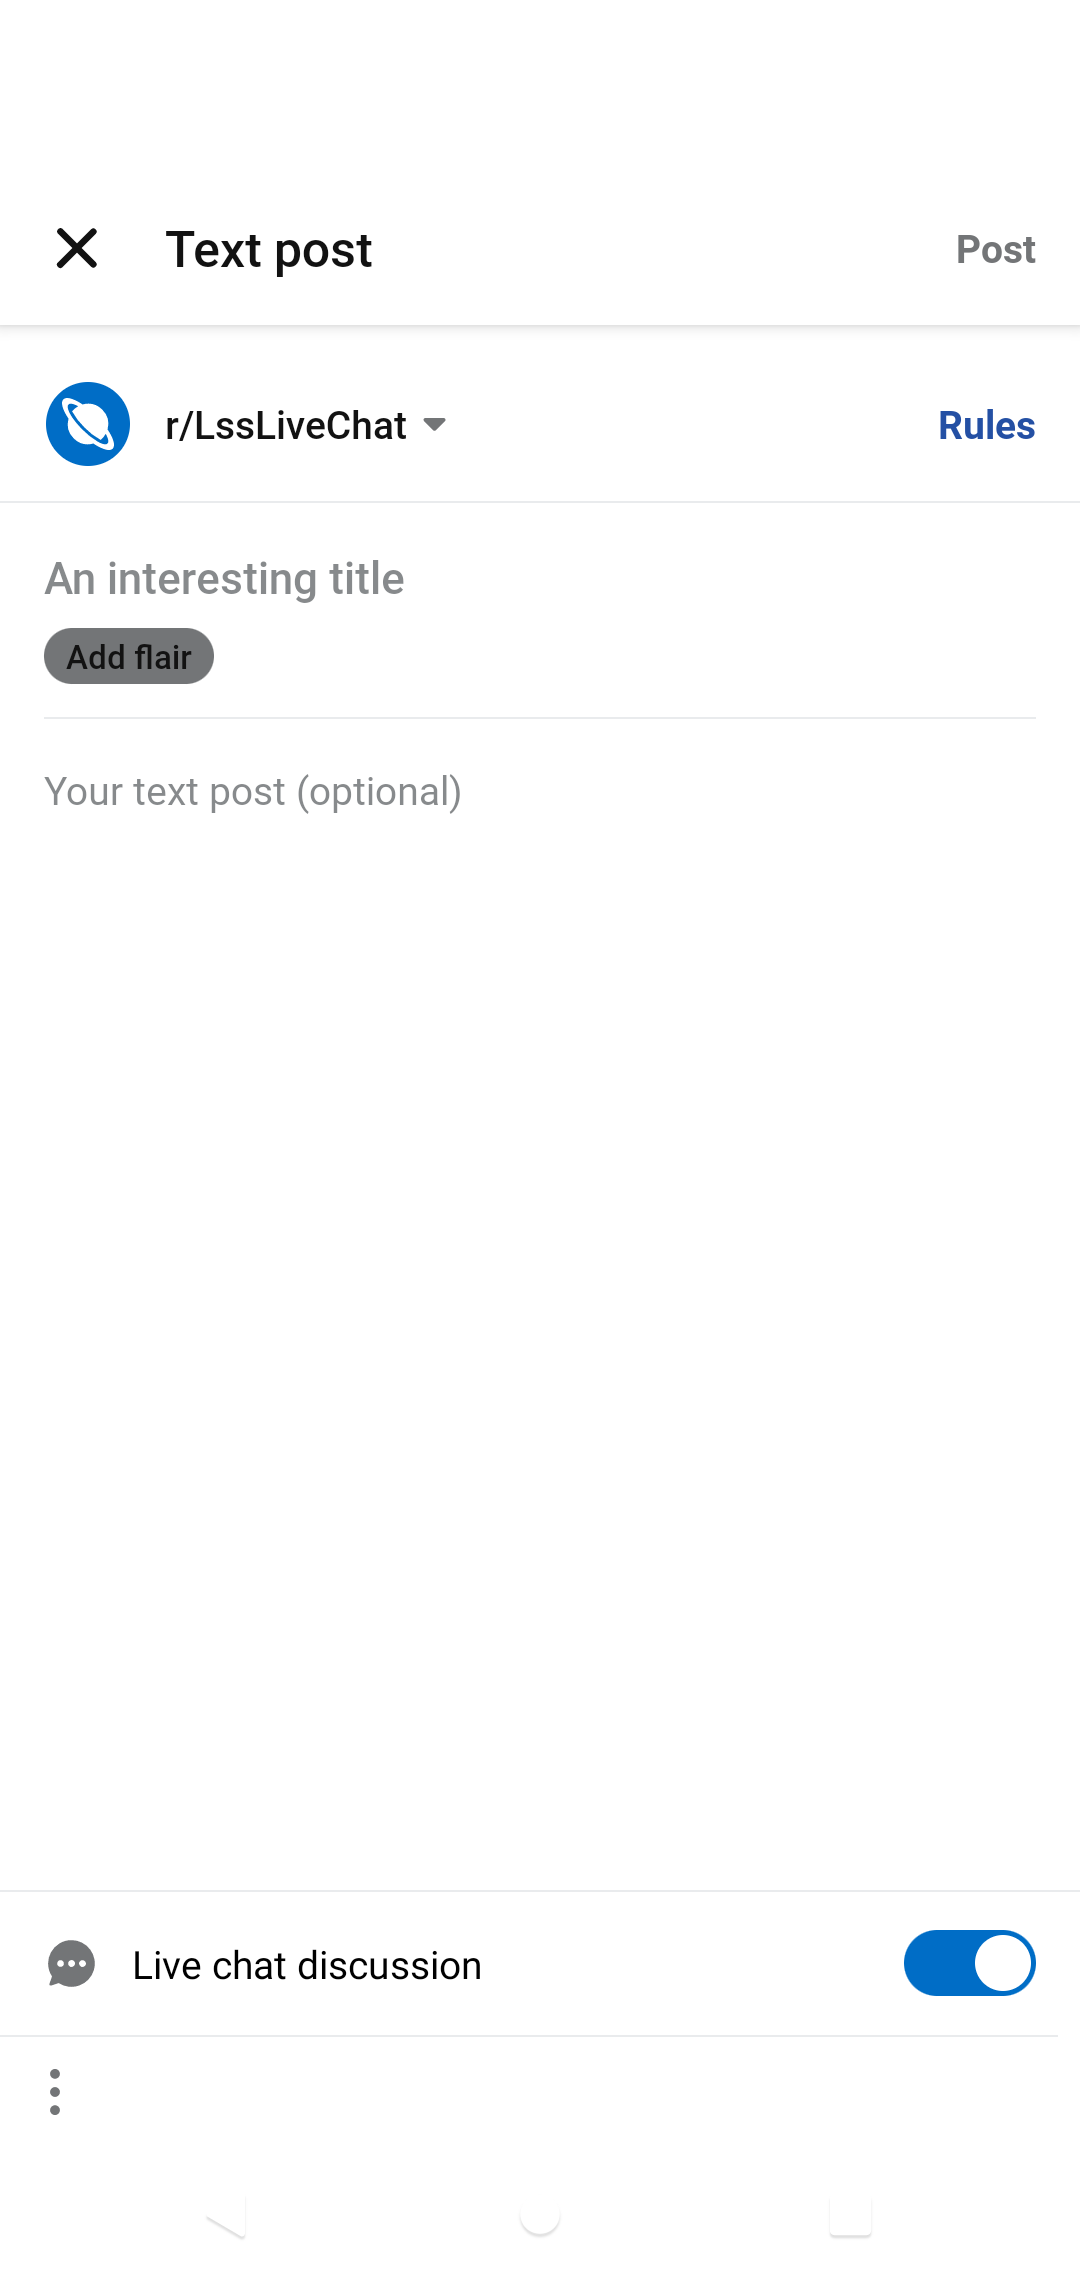 Text post
Post
r/LssLiveChat
Rules
An interesting title
Add flair
Your text post (optional)
Live chat discussion